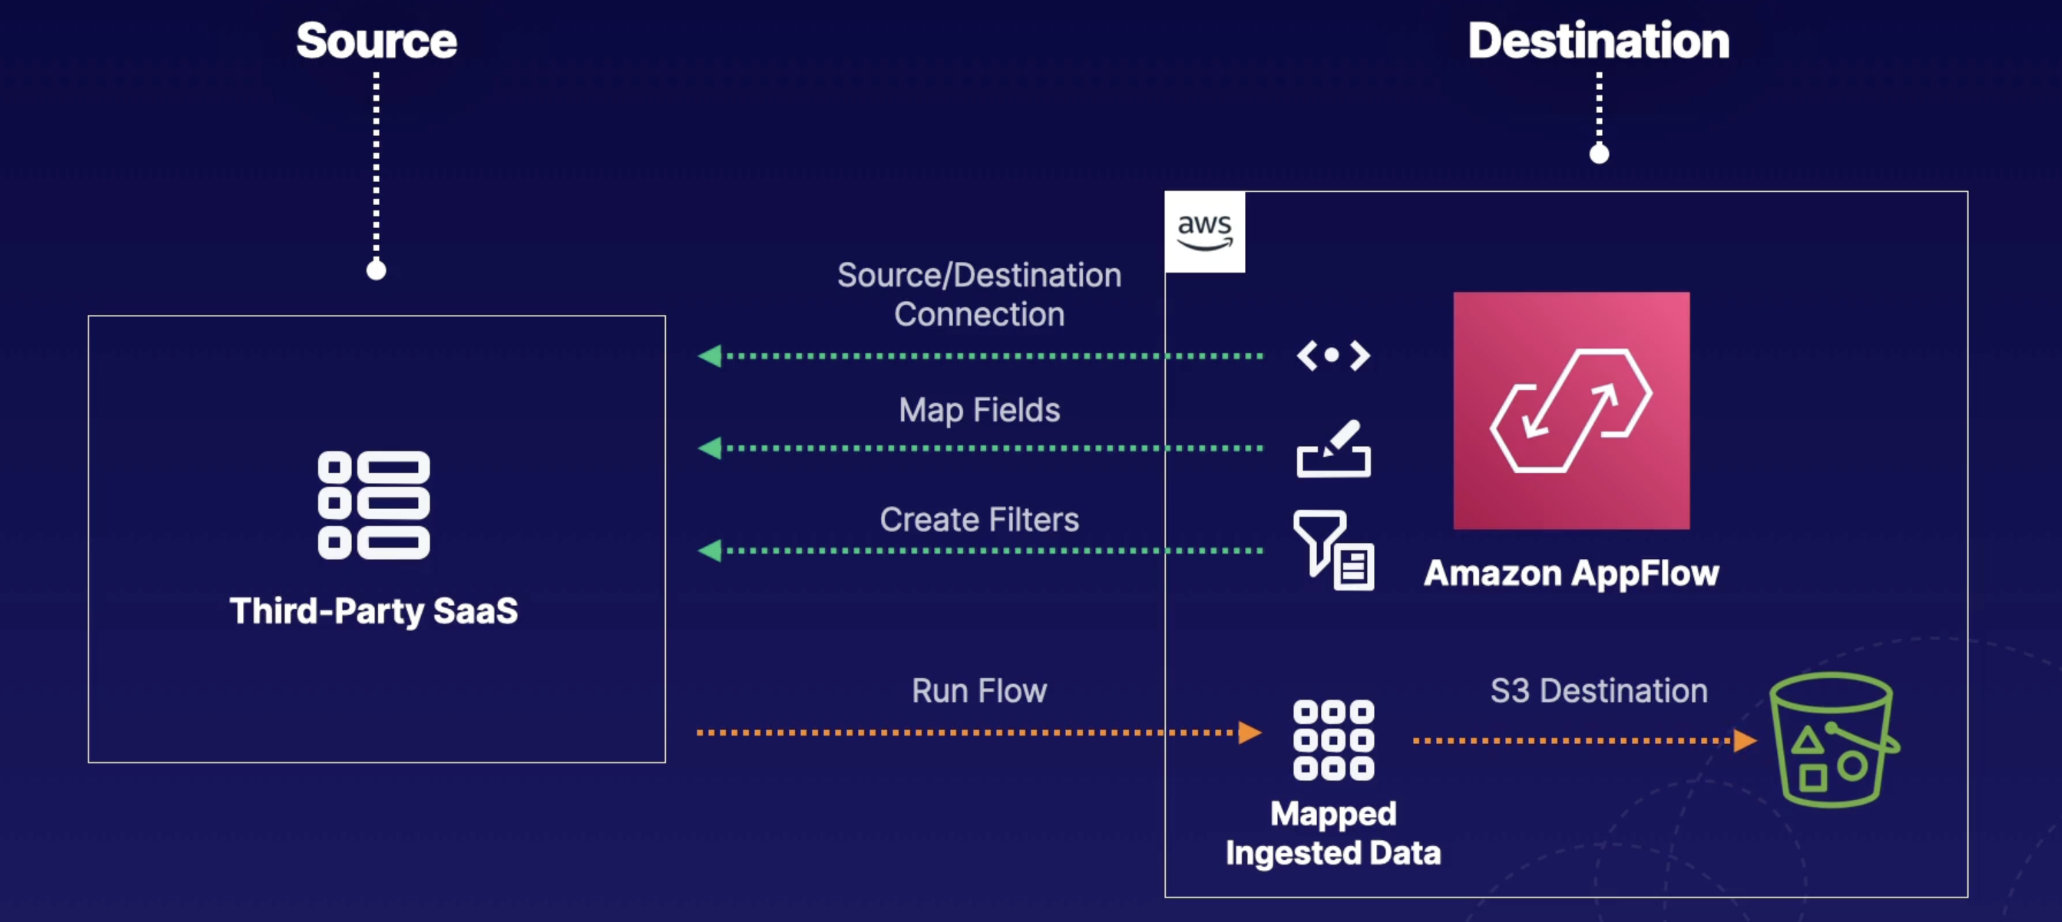 Source
Destination
aws
Source/Destination
Connection
Map Fields
Create Filters
Amazon AppFlow
Third-Party SaaS
Run Flow
S3 Destination
Mapped
Ingested Data